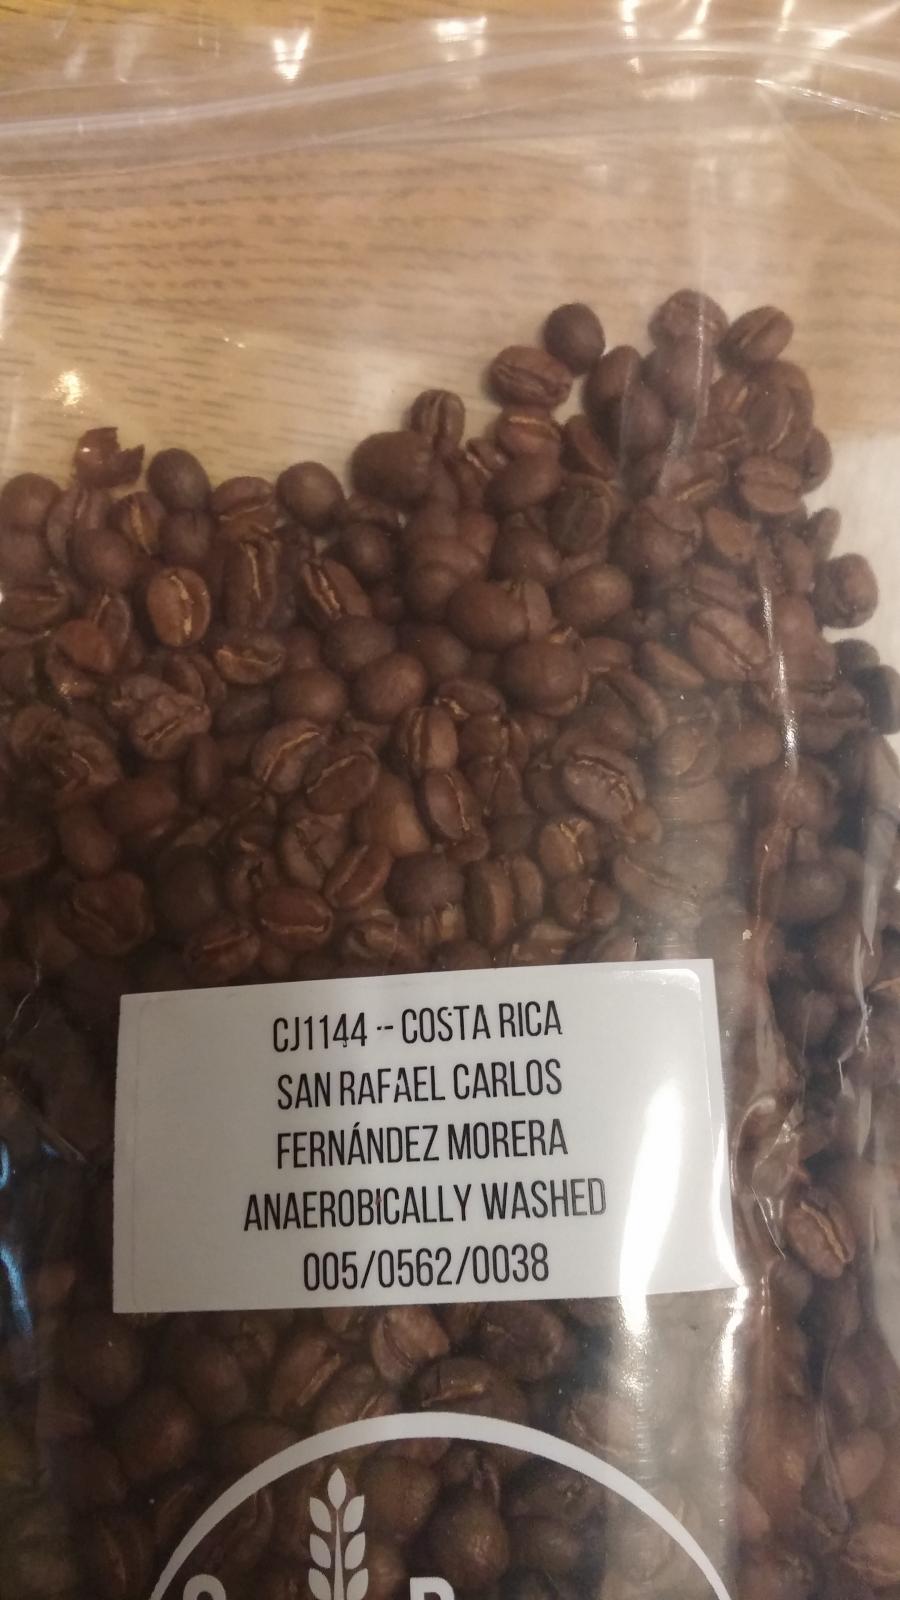 CJ1144 -- COSTA RICA
SAN RAFAEL CARLOS
FERNÁNDEZ MORERA
ANAEROBICALLY WASHED
005/0562/0038